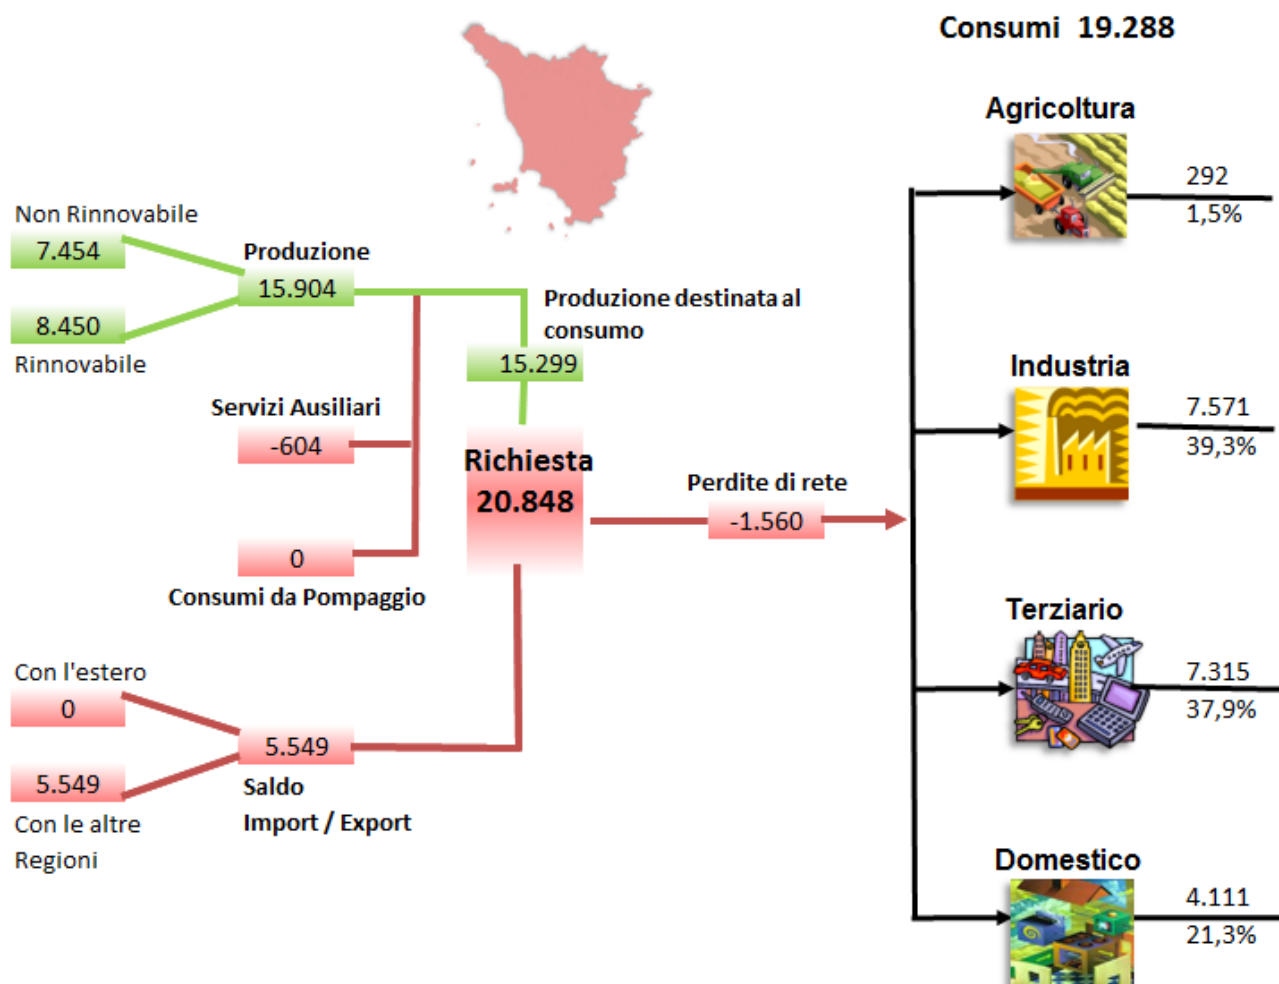 Consumi 19.288
Agricoltura
292
1,5%
Non Rinnovabile
7.454
Produzione
15.904
8.450
Rinnovabile
Produzione destinata al
consumo
15.299
Servizi Ausiliari
-604
Richiesta
20.848
Perdite di rete
-1.560
0
Consumi da Pompaggio
Industria
7.571
39,3%
Terziario
7.315
37,9%
Con l'estero
0
5.549
5.549
Con le altre
Regioni
Saldo
Import / Export
Domestico
4.111
21,3%